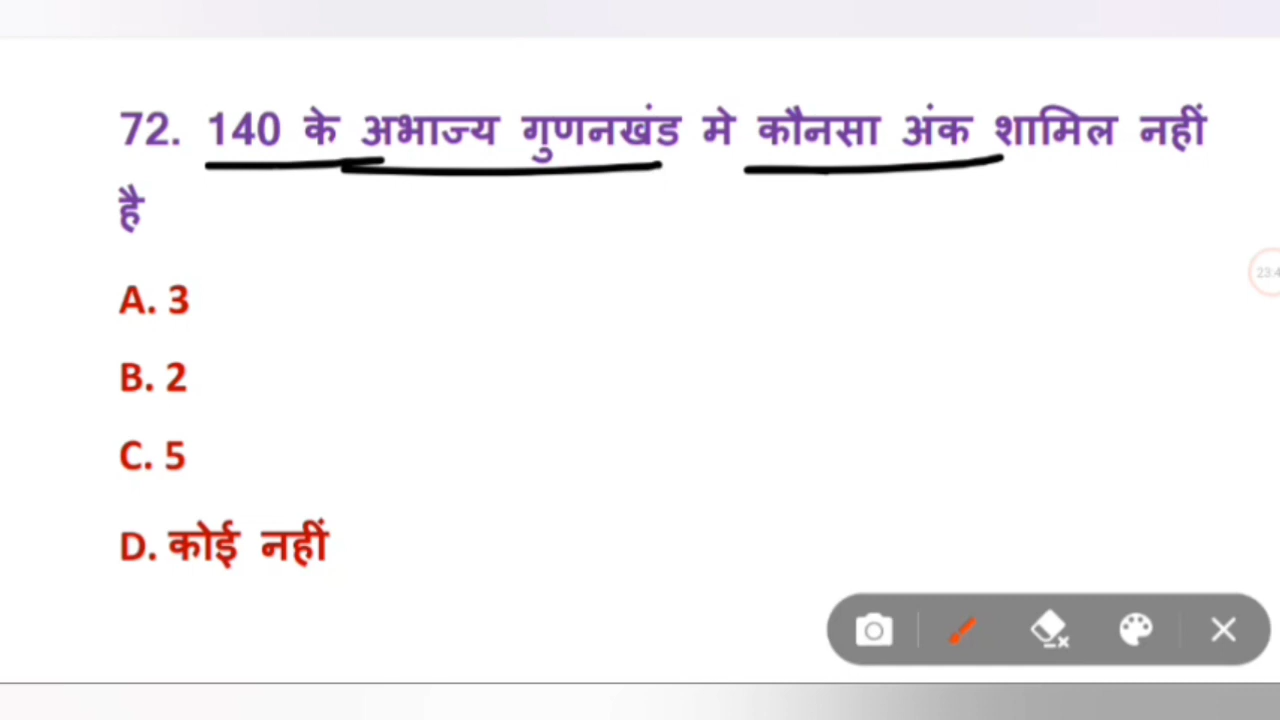 72. 140 के अभाज्य गुणनखंड मे कौनसा अंक शामिल नहीं
है
A. 3
B. 2
C. 5
D. कोई नहीं